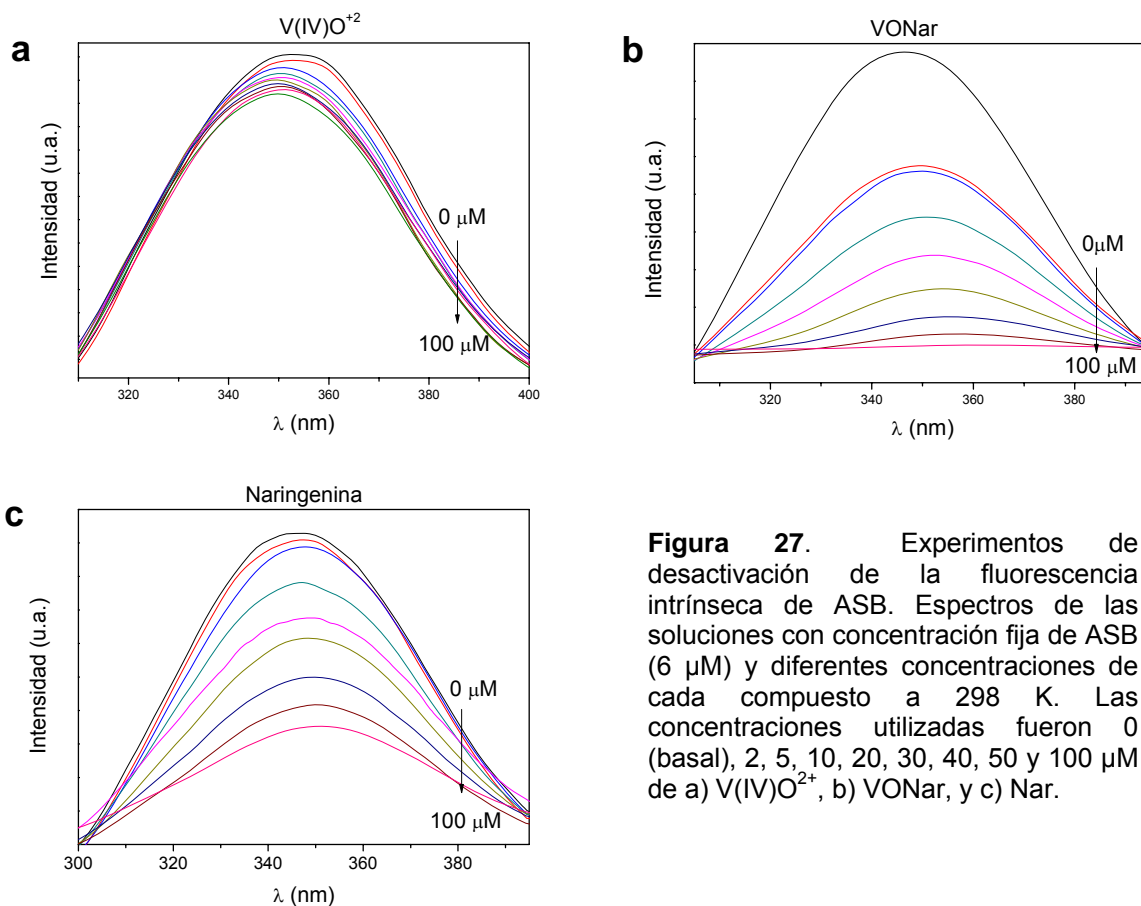 a
V(IV)O+2
Intensidad (u.a.)
0 μM
100 μM
320 340 360 380 400
λ (nm)
b
VONar
Intensidad (u.a.)
0μM
100 μM
320 340 360 380
λ (nm)
c
Naringenina
Intensidad (u.a.)
0 μM
100 μM
300 320 340 360 380
λ (nm)
Figura 27. Experimentos de
desactivación de la fluorescencia
intrínseca de ASB. Espectros de las
soluciones con concentración fija de ASB
(6 μM) y diferentes concentraciones de
cada compuesto a 298 K. Las
concentraciones utilizadas fueron 0
(basal), 2, 5, 10, 20, 30, 40, 50 y 100 μM
de a) V(IV)O2+, b) VONar, y c) Nar.